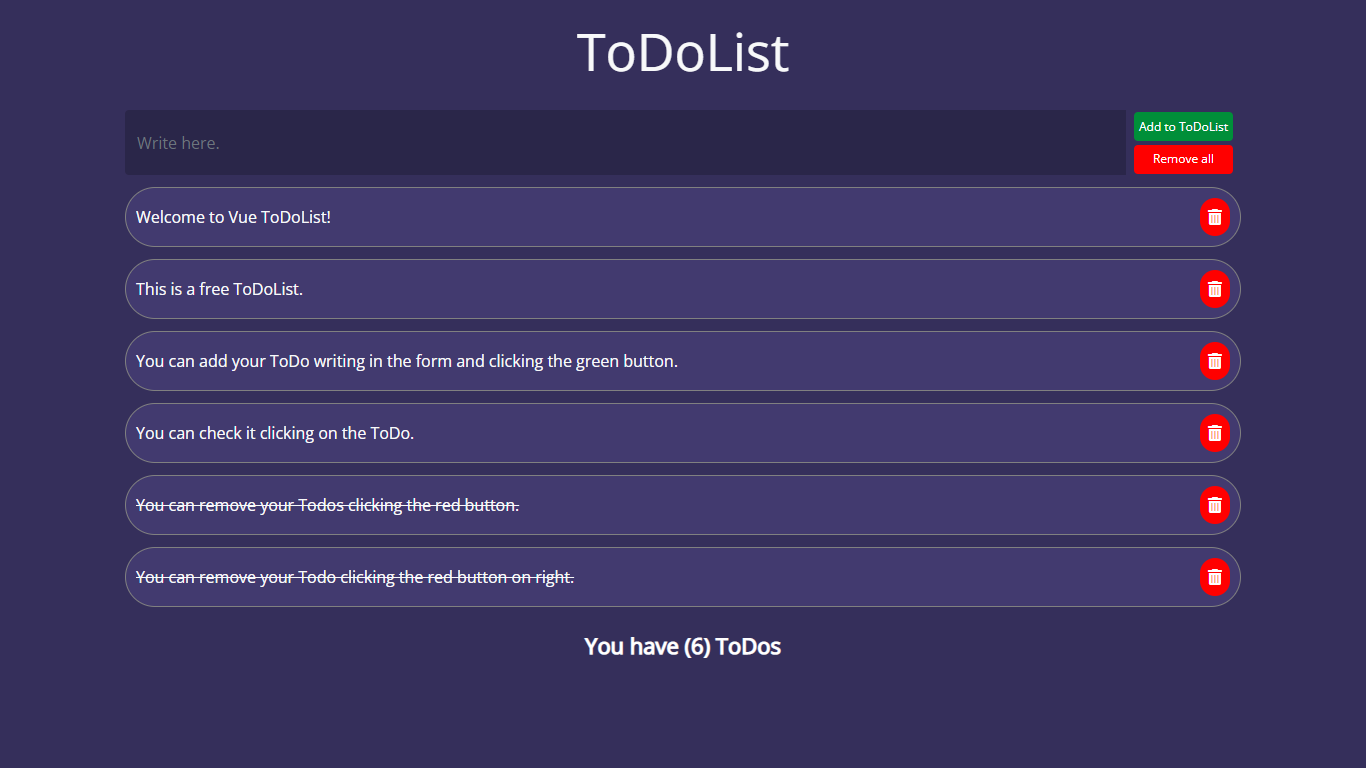 ToDoList
Write here.
Add to ToDoList
Remove all
Welcome to Vue ToDoList!
This is a free ToDoList.
You can add your ToDo writing in the form and clicking the green button.
You can check it clicking on the ToDo.
You can remove your Todos clicking the red button.
You can remove your Todo clicking the red button on right.
You have (6) ToDos